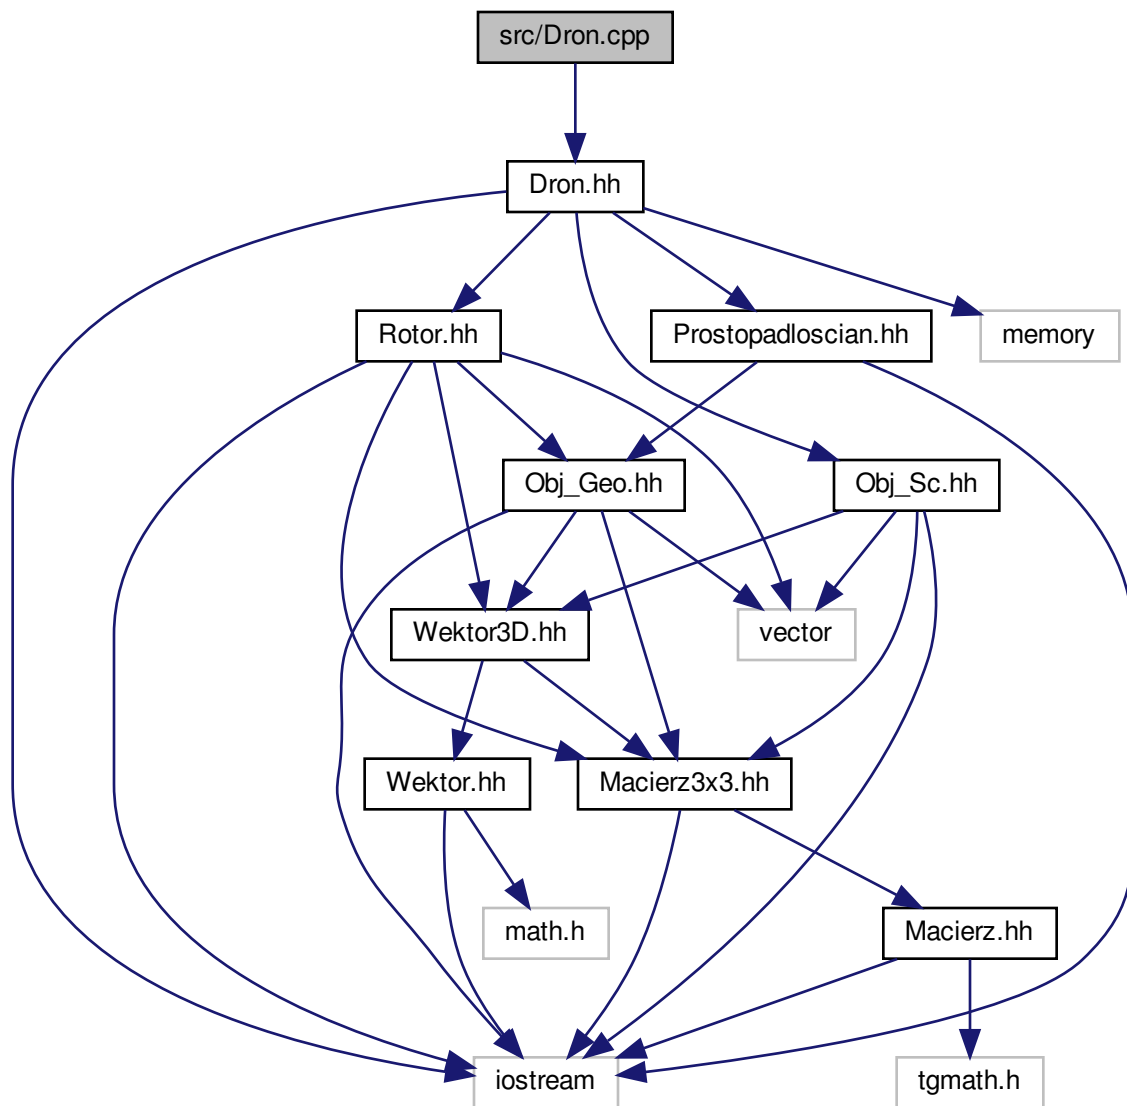 src/Dron.cpp
Dron.hh
Rotor.hh
Prostopadloscian.hh
memory
Obj_Geo.hh
Obj_Sc.hh
Wektor3D.hh
vector
Wektor.hh
Macierz3x3.hh
math.h
Macierz.hh
iostream
tgmath.h